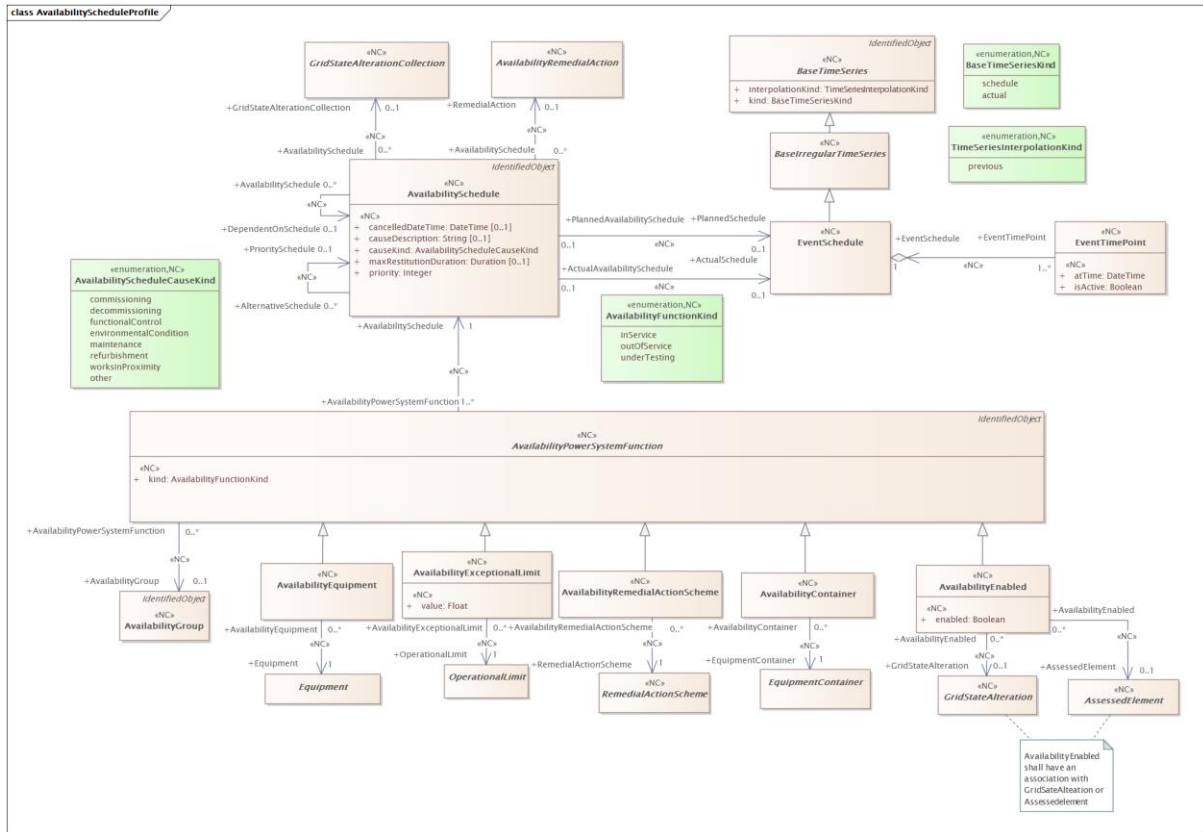 class AvailabilityScheduleProfile
«NC»
GridStateAlterationCollection
«NC»
AvailabilityRemedialAction
IdentifiedObject
«NC»
BaseTimeSeries
+ interpolationKind: TimeSeriesInterpolationKind
+ kind: BaseTimeSeriesKind
«enumeration,NC»
BaseTimeSeriesKind
schedule
actual
«enumeration,NC»
TimeSeriesInterpolationKind
previous
+GridStateAlterationCollection
0..1
«NC»
+AvailabilitySchedule
0..*
+RemedialAction
0..1
«NC»
+AvailabilitySchedule
0..*
«NC»
BaseIrregularTimeSeries
IdentifiedObject
«NC»
AvailabilitySchedule
«NC»
+ cancelledDateTime: DateTime [0..1]
+ causeDescription: String [0..1]
+ causeKind: AvailabilityScheduleCauseKind
+ maxRestitutionDuration: Duration [0..1]
+ priority: Integer
+AvailabilitySchedule 0..*
«NC»
+DependentOnSchedule 0..1
+PrioritySchedule 0..1
«NC»
+AlternativeSchedule 0..*
+PlannedAvailabilitySchedule
+PlannedSchedule
0..1
«NC»
0..1
+ActualSchedule
+ActualAvailabilitySchedule
0..1
«NC»
0..1
«NC»
EventSchedule
+EventSchedule
+EventTimePoint
1
«NC»
1..*
«NC»
EventTimePoint
«NC»
+ atTime: DateTime
+ isActive: Boolean
«enumeration,NC»
AvailabilityScheduleCauseKind
commissioning
decommissioning
functionalControl
environmentalCondition
maintenance
refurbishment
worksInProximity
other
«enumeration,NC»
AvailabilityFunctionKind
inService
outOfService
underTesting
+AvailabilitySchedule
1
«NC»
+AvailabilityPowerSystemFunction 1..*
IdentifiedObject
«NC»
AvailabilityPowerSystemFunction
«NC»
+ kind: AvailabilityFunctionKind
+AvailabilityPowerSystemFunction
0..*
«NC»
+AvailabilityGroup
0..1
IdentifiedObject
«NC»
AvailabilityGroup
«NC»
AvailabilityEquipment
«NC»
AvailabilityExceptionalLimit
«NC»
+ value: Float
«NC»
AvailabilityRemedialActionScheme
«NC»
AvailabilityContainer
«NC»
AvailabilityEnabled
«NC»
+ enabled: Boolean
+AvailabilityEquipment
0..*
«NC»
+Equipment
1
«NC»
Equipment
+AvailabilityExceptionalLimit
0..*
«NC»
+OperationalLimit
1
«NC»
OperationalLimit
+AvailabilityRemedialActionScheme
0..*
«NC»
+RemedialActionScheme
1
«NC»
RemedialActionScheme
+AvailabilityContainer
0..*
«NC»
+EquipmentContainer
1
«NC»
EquipmentContainer
+AvailabilityEnabled
0..*
«NC»
+GridStateAlteration
0..1
«NC»
GridStateAlteration
+AvailabilityEnabled
0..*
«NC»
+AssessedElement
0..1
«NC»
AssessedElement
AvailabilityEnabled
shall have an
association with
GridSateAlteation or
Assessedelement